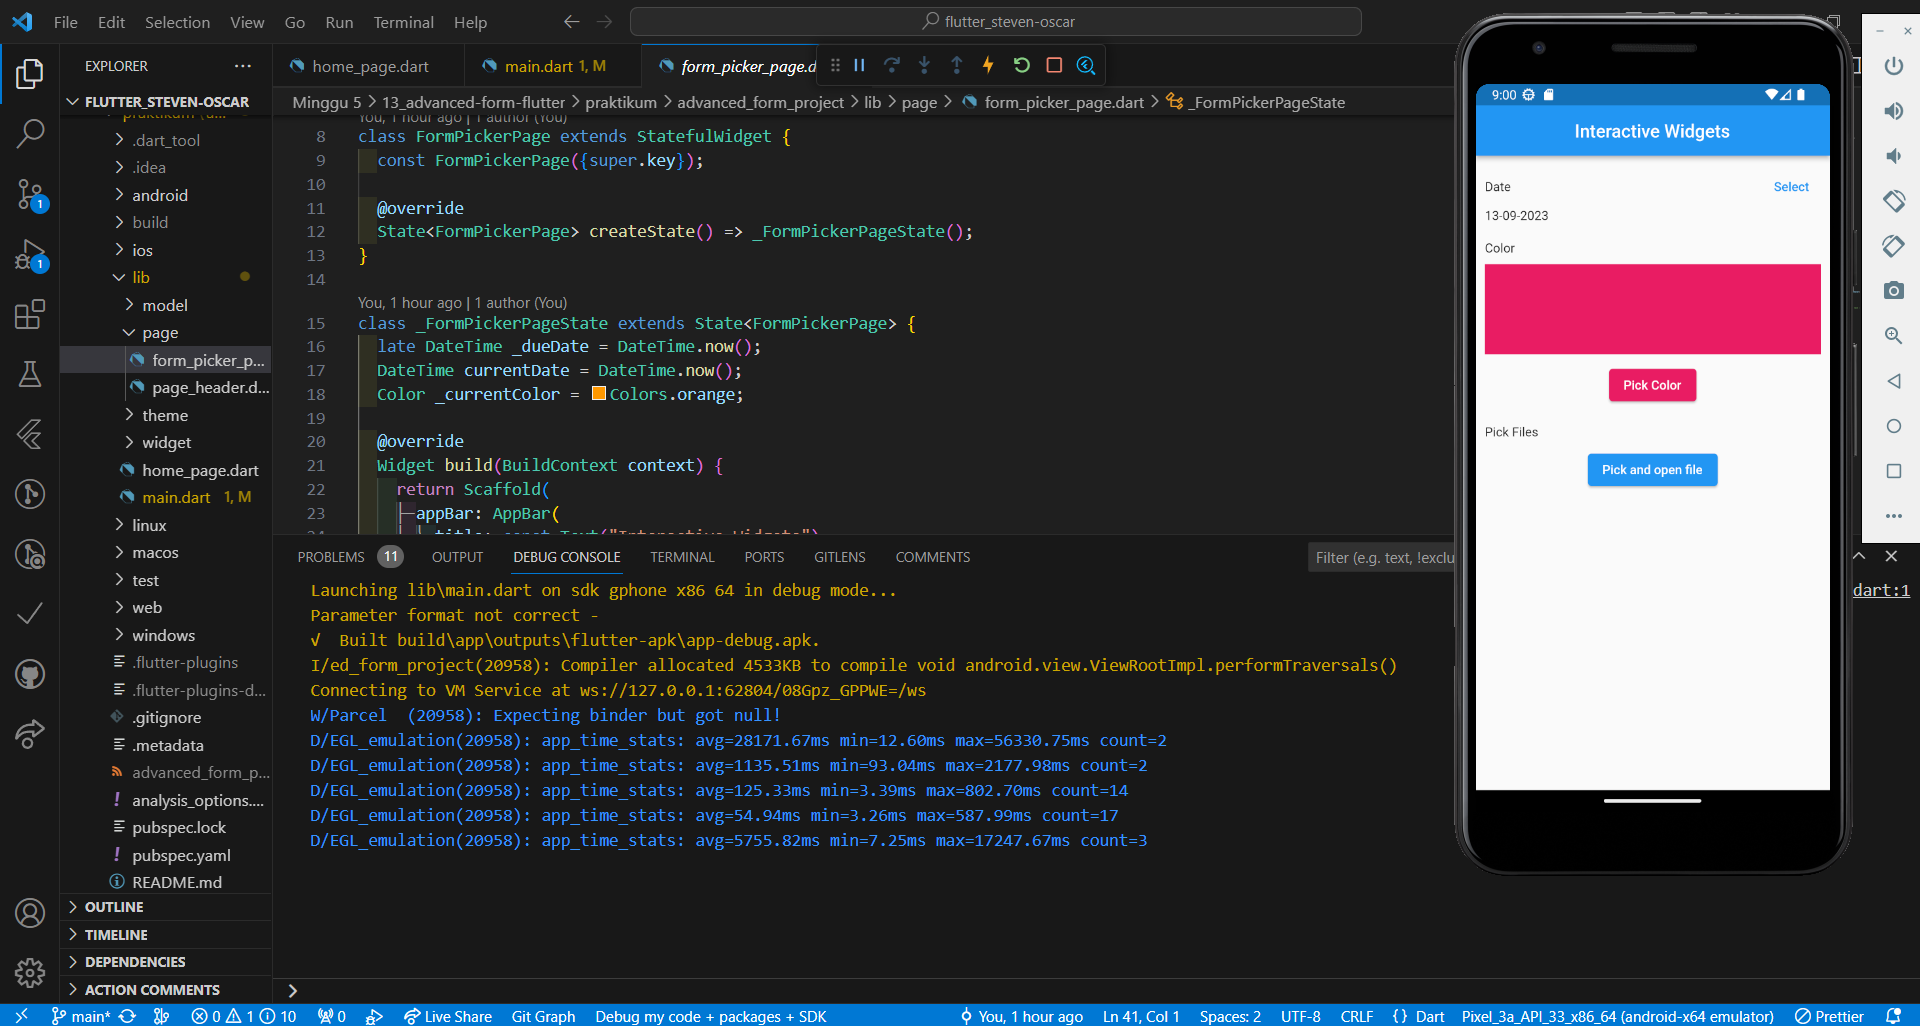 File Edit Selection View Go Run Terminal Help
flutter_steven-oscar
EXPLORER
FLUTTER_STEVEN-OSCAR
.dart_tool
.idea
android
build
ios
lib
model
page
form_picker_p...
page_header.d...
theme
widget
home_page.dart
main.dart 1, M
linux
macos
test
web
windows
.flutter-plugins
.flutter-plugins-d...
.gitignore
.metadata
advanced_form_p...
analysis_options....
pubspec.lock
pubspec.yaml
README.md
OUTLINE
TIMELINE
DEPENDENCIES
ACTION COMMENTS
1
1
home_page.dart
main.dart 1, M
form_picker_page.d
Minggu 5 > 13_advanced-form-flutter > praktikum > advanced_form_project > lib > page > form_picker_page.dart > _FormPickerPageState
You, 1 hour ago | 1 author (You)
8 class FormPickerPage extends StatefulWidget {
9 const FormPickerPage({super.key});
10
11 @override
12 State<FormPickerPage> createState() => _FormPickerPageState();
13 }
14
You, 1 hour ago | 1 author (You)
15 class _FormPickerPageState extends State<FormPickerPage> {
16 late DateTime _dueDate = DateTime.now();
17 DateTime currentDate = DateTime.now();
18 Color _currentColor = Colors.orange;
19
20 @override
21 Widget build(BuildContext context) {
22 return Scaffold(
23 appBar: AppBar(
24 title: const Text("Interactive Widgets")
PROBLEMS 11 OUTPUT DEBUG CONSOLE TERMINAL PORTS GITLENS COMMENTS
Filter (e.g. text, !exclu
dart:1
Launching lib\main.dart on sdk gphone x86 64 in debug mode...
Parameter format not correct -
√ Built build\app\outputs\flutter-apk\app-debug.apk.
I/ed_form_project(20958): Compiler allocated 4533KB to compile void android.view.ViewRootImpl.performTraversals()
Connecting to VM Service at ws://127.0.0.1:62804/08Gpz_GPPWE=/ws
W/Parcel (20958): Expecting binder but got null!
D/EGL_emulation(20958): app_time_stats: avg=28171.67ms min=12.60ms max=56330.75ms count=2
D/EGL_emulation(20958): app_time_stats: avg=1135.51ms min=93.04ms max=2177.98ms count=2
D/EGL_emulation(20958): app_time_stats: avg=125.33ms min=3.39ms max=802.70ms count=14
D/EGL_emulation(20958): app_time_stats: avg=54.94ms min=3.26ms max=587.99ms count=17
D/EGL_emulation(20958): app_time_stats: avg=5755.82ms min=7.25ms max=17247.67ms count=3
9:00
Interactive Widgets
Date Select
13-09-2023
Color
Pick Color
Pick Files
Pick and open file
main* 0 1 10 0 Live Share Git Graph Debug my code + packages + SDK You, 1 hour ago Ln 41, Col 1 Spaces: 2 UTF-8 CRLF {} Dart Pixel_3a_API_33_x86_64 (android-x64 emulator) Prettier